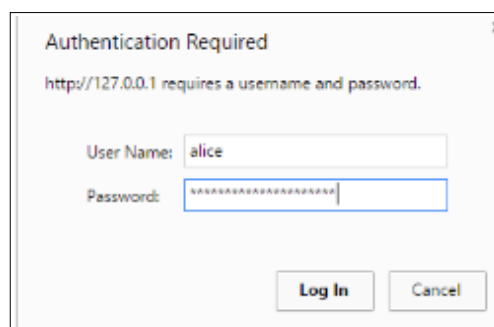 Authentication Required
http://127.0.0.1 requires a username and password.
User Name: alice
Password: *********************
Log In Cancel